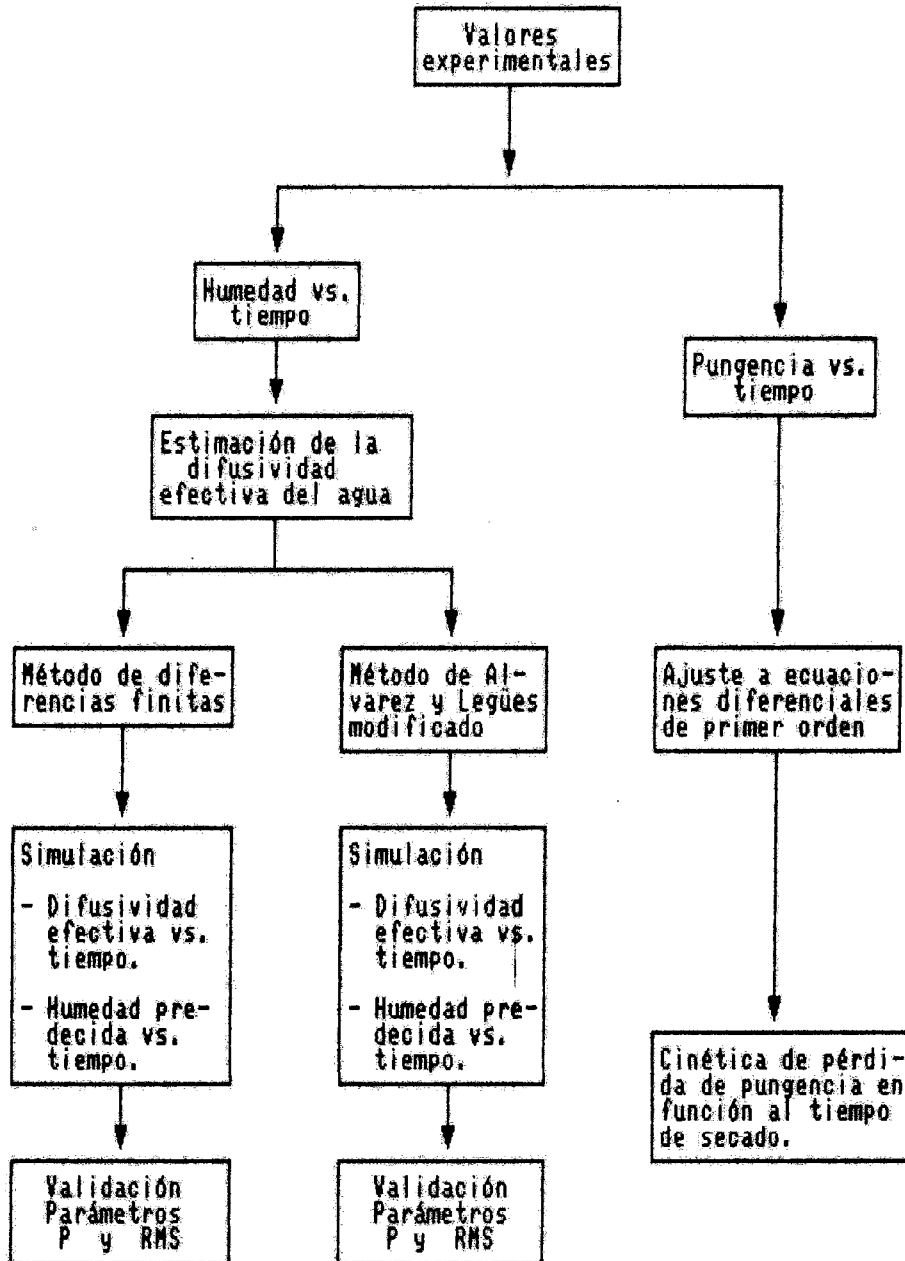 Valores
experimentales
Humedad vs.
tiempo
Pungencia vs.
tiempo
Estimación de la
difusividad
efectiva del agua
Método de dife-
rencias finitas
Método de Al-
varez y Legües
modificado
Ajuste a ecuacio-
nes diferenciales
de primer orden
Simulación
- Difusividad
efectiva vs.
tiempo.
- Humedad pre-
decida vs.
tiempo.
Simulación
- Difusividad
efectiva vs.
tiempo.
- Humedad pre-
decida vs.
tiempo.
Cinética de pérdi-
da de pungencia en
función al tiempo
de secado.
Validación
Parámetros
P y RMS
Validación
Parámetros
P y RMS